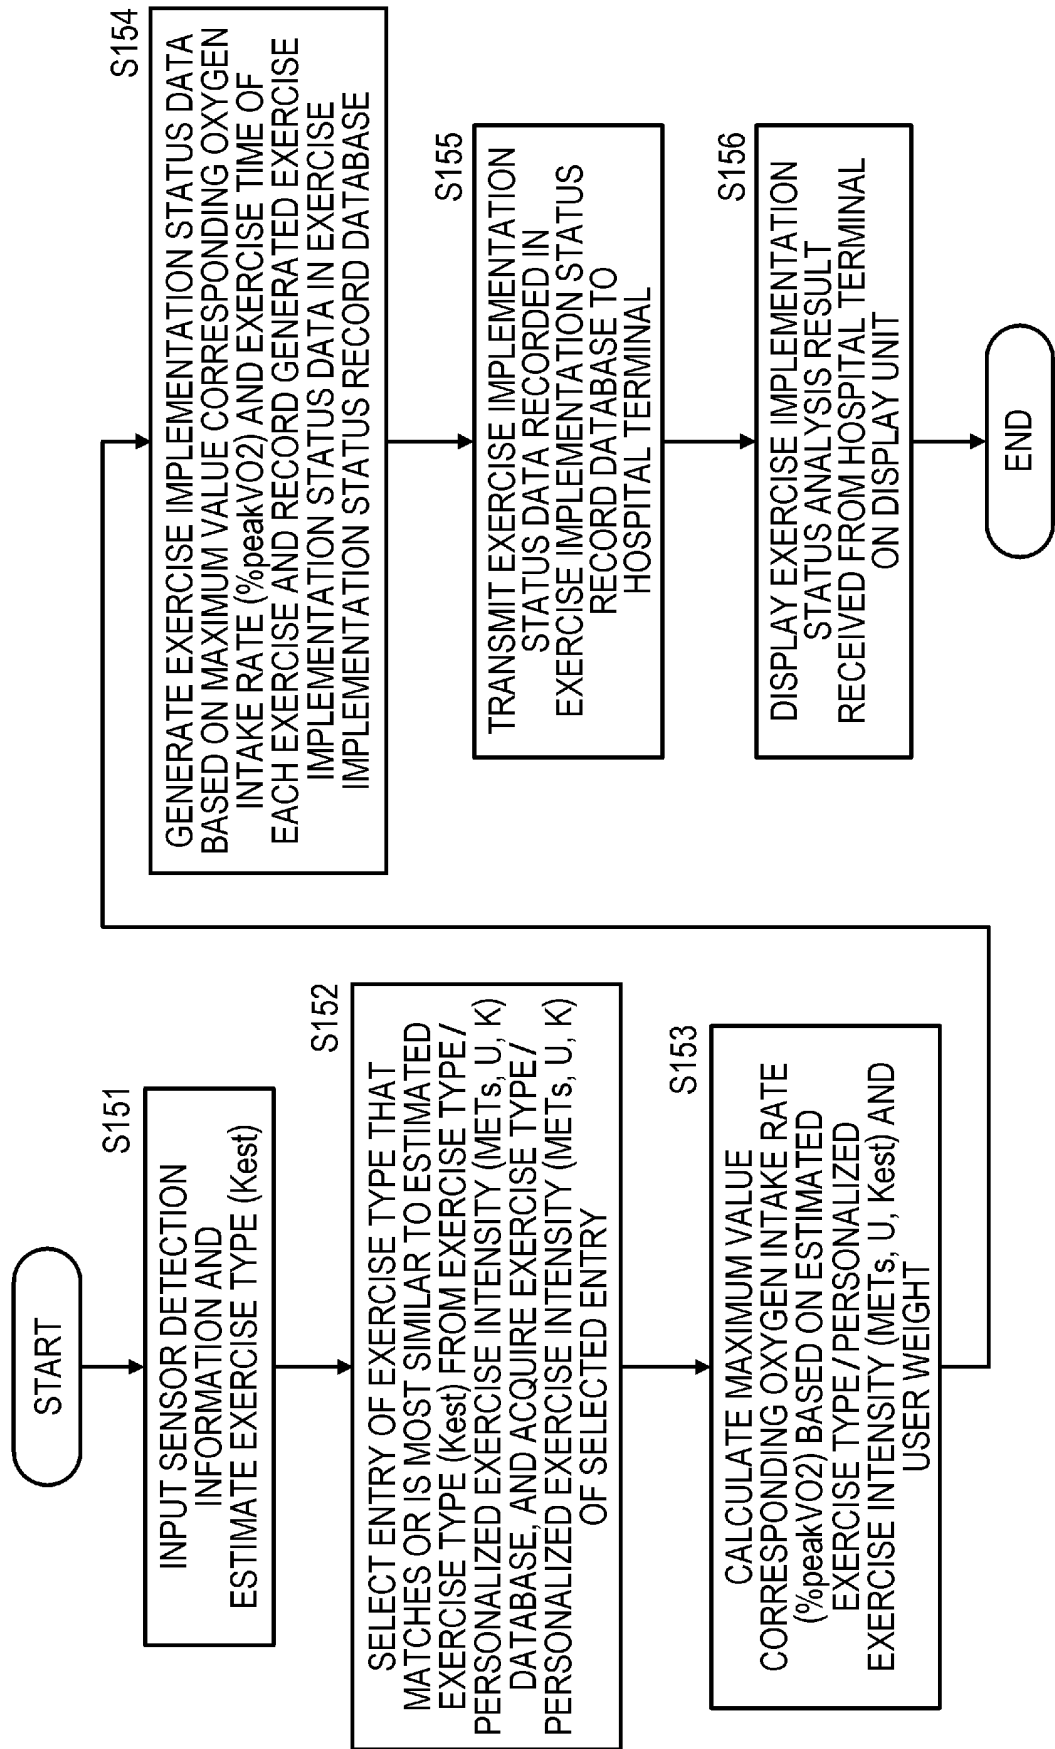 START
S151
INPUT SENSOR DETECTION
INFORMATION AND
ESTIMATE EXERCISE TYPE (Kest)
S152
SELECT ENTRY OF EXERCISE TYPE THAT
MATCHES OR IS MOST SIMILAR TO ESTIMATED
EXERCISE TYPE (Kest) FROM EXERCISE TYPE/
PERSONALIZED EXERCISE INTENSITY (METs, U, K)
DATABASE, AND ACQUIRE EXERCISE TYPE/
PERSONALIZED EXERCISE INTENSITY (METs, U, K)
OF SELECTED ENTRY
S153
CALCULATE MAXIMUM VALUE
CORRESPONDING OXYGEN INTAKE RATE
(%peakVO2) BASED ON ESTIMATED
EXERCISE TYPE/PERSONALIZED
EXERCISE INTENSITY (METs, U, Kest) AND
USER WEIGHT
S154
GENERATE EXERCISE IMPLEMENTATION STATUS DATA
BASED ON MAXIMUM VALUE CORRESPONDING OXYGEN
INTAKE RATE (%peakVO2) AND EXERCISE TIME OF
EACH EXERCISE AND RECORD GENERATED EXERCISE
IMPLEMENTATION STATUS DATA IN EXERCISE
IMPLEMENTATION STATUS RECORD DATABASE
S155
TRANSMIT EXERCISE IMPLEMENTATION
STATUS DATA RECORDED IN
EXERCISE IMPLEMENTATION STATUS
RECORD DATABASE TO
HOSPITAL TERMINAL
S156
DISPLAY EXERCISE IMPLEMENTATION
STATUS ANALYSIS RESULT
RECEIVED FROM HOSPITAL TERMINAL
ON DISPLAY UNIT
END